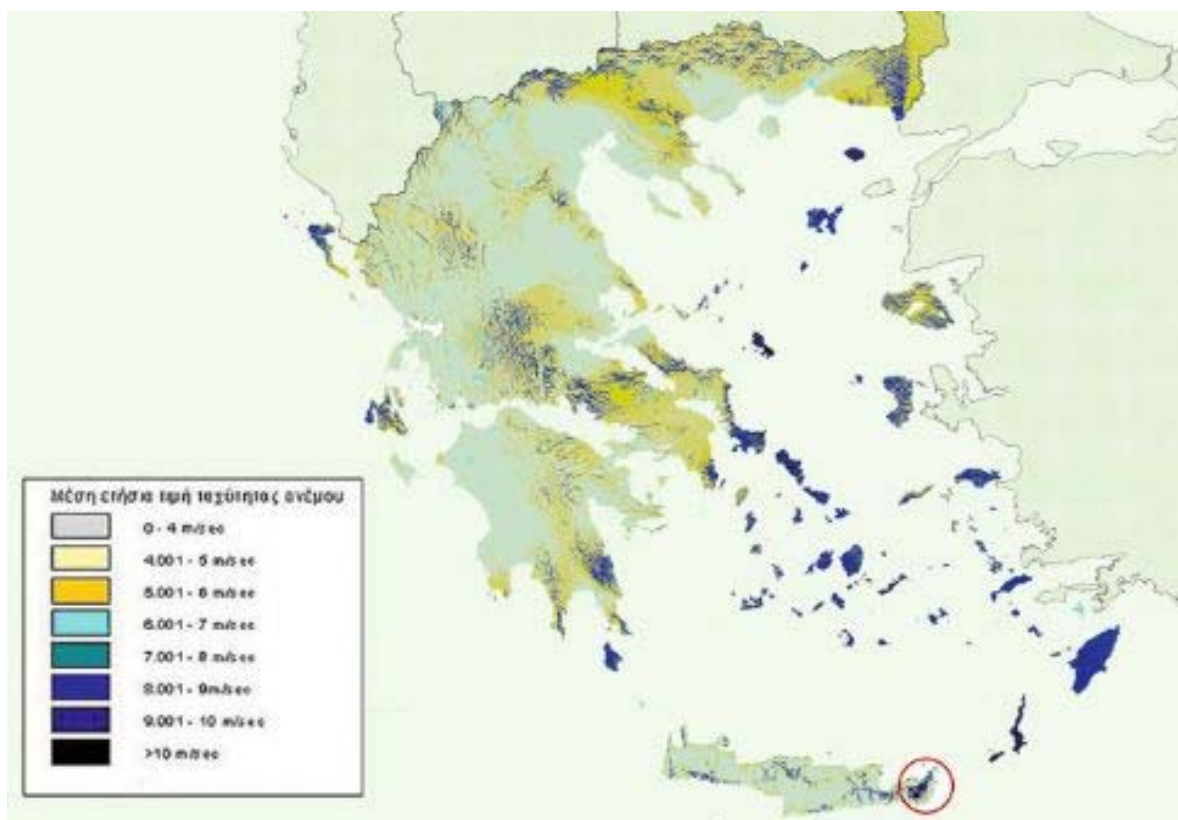 Μέση ετήσια τιμή ταχύτητας ανέμου
0 - 4 m/sec
4.001 - 5 m/sec
5.001 - 6 m/sec
6.001 - 7 m/sec
7.001 - 8 m/sec
8.001 - 9m/sec
9.001 - 10 m/sec
>10 m/sec